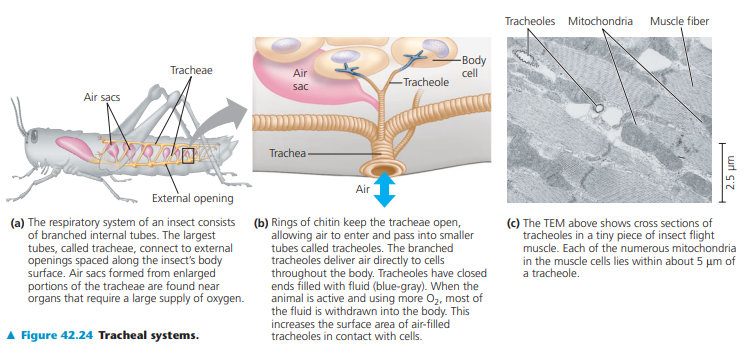 Tracheoles Mitochondria Muscle fiber
Tracheae
Air sacs
External opening
Air
sac
Body
cell
Tracheole
Trachea
Air
2.5 µm
(a) The respiratory system of an insect consists
of branched internal tubes. The largest
tubes, called tracheae, connect to external
openings spaced along the insect's body
surface. Air sacs formed from enlarged
portions of the tracheae are found near
organs that require a large supply of oxygen.
(b) Rings of chitin keep the tracheae open,
allowing air to enter and pass into smaller
tubes called tracheoles. The branched
tracheoles deliver air directly to cells
throughout the body. Tracheoles have closed
ends filled with fluid (blue-gray). When the
animal is active and using more O₂, most of
the fluid is withdrawn into the body. This
increases the surface area of air-filled
tracheoles in contact with cells.
(c) The TEM above shows cross sections of
tracheoles in a tiny piece of insect flight
muscle. Each of the numerous mitochondria
in the muscle cells lies within about 5 µm of
a tracheole.
▲ Figure 42.24 Tracheal systems.